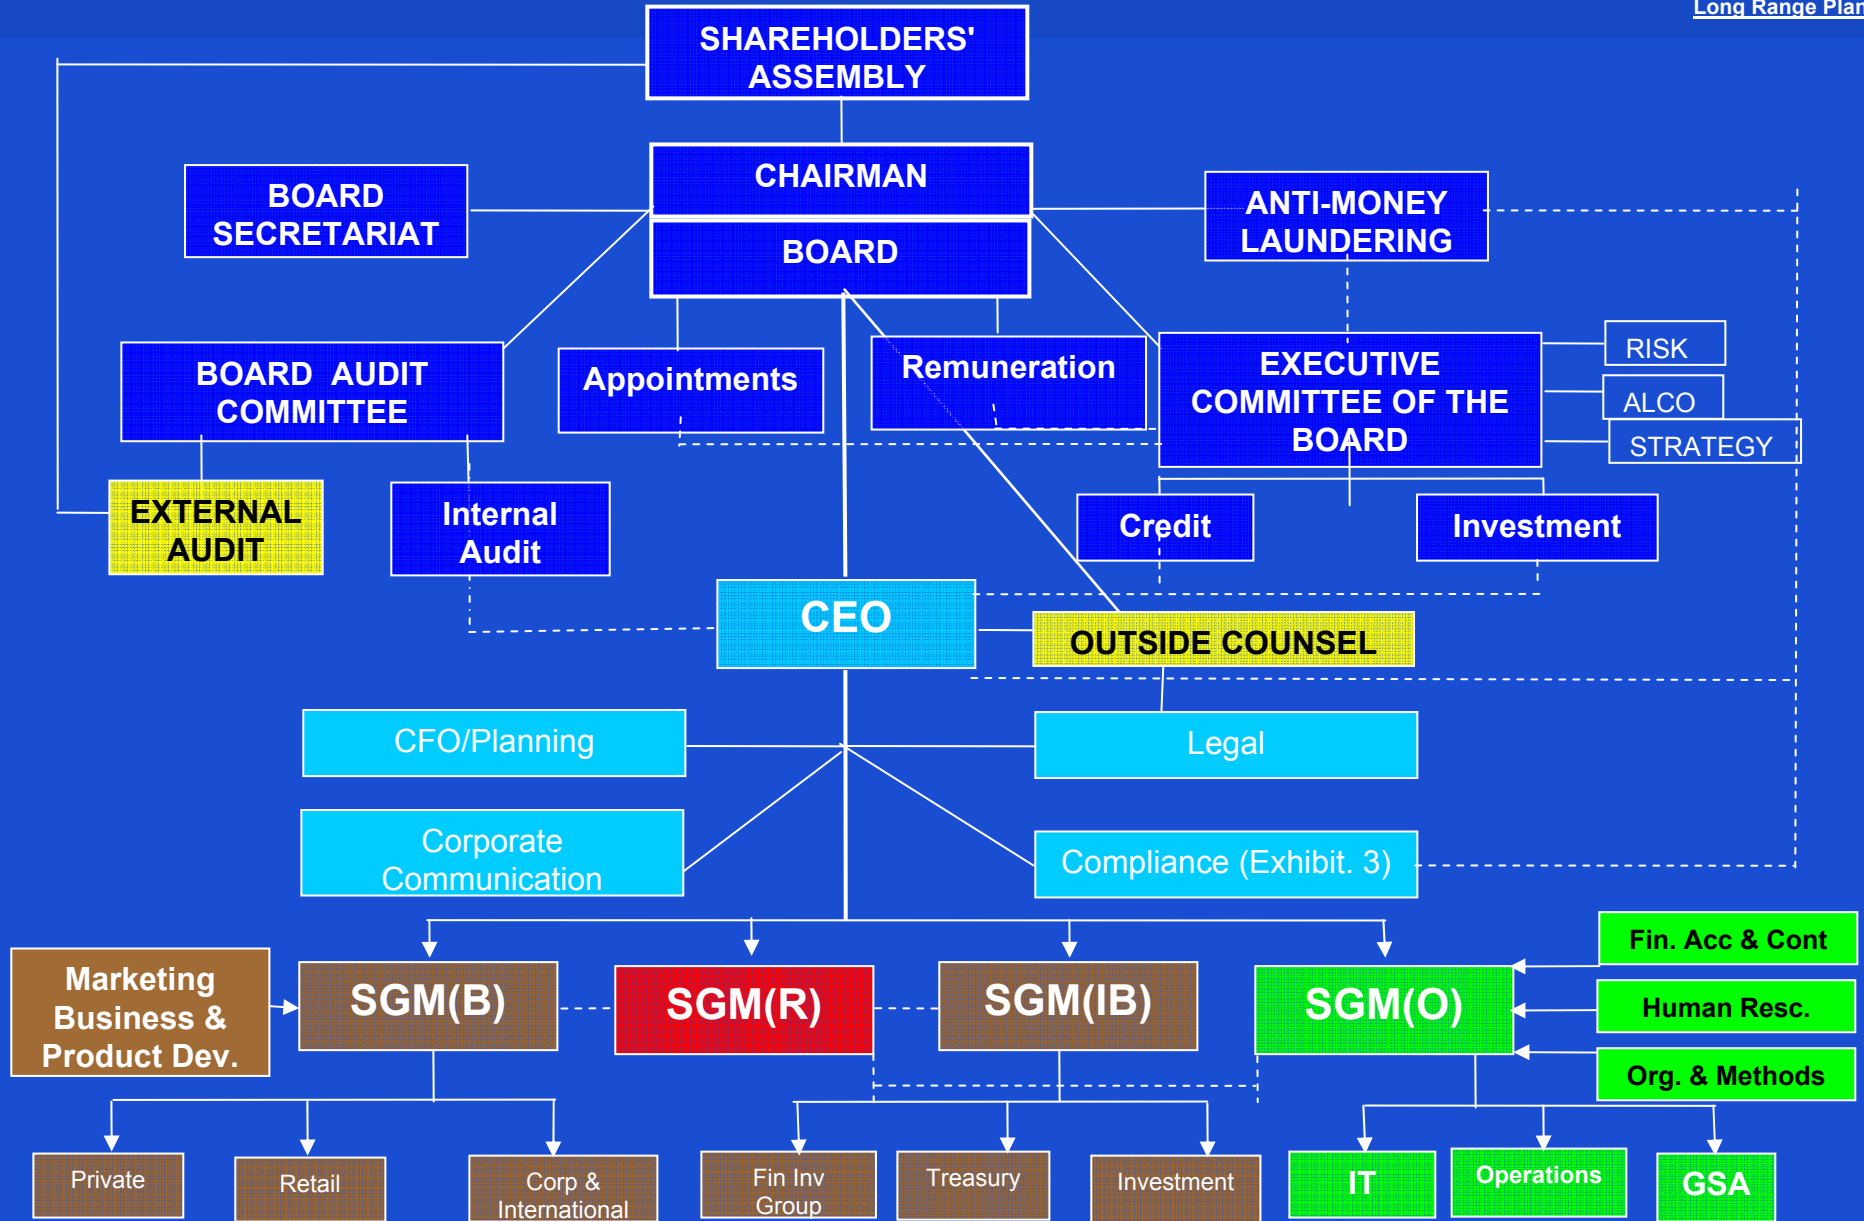 Long Range Plan
SHAREHOLDERS'
ASSEMBLY
CHAIRMAN
BOARD
SECRETARIAT
ANTI-MONEY
LAUNDERING
BOARD
BOARD AUDIT
COMMITTEE
Appointments
Remuneration
EXECUTIVE
COMMITTEE OF THE
BOARD
RISK
ALCO
STRATEGY
EXTERNAL
AUDIT
Internal
Audit
Credit
Investment
CEO
OUTSIDE COUNSEL
CFO/Planning
Legal
Corporate
Communication
Compliance (Exhibit. 3)
Marketing
Business &
Product Dev.
SGM(B)
SGM(R)
SGM(IB)
SGM(O)
Fin. Acc & Cont
Human Resc.
Org. & Methods
Private
Retail
Corp &
International
Fin Inv
Group
Treasury
Investment
IT
Operations
GSA